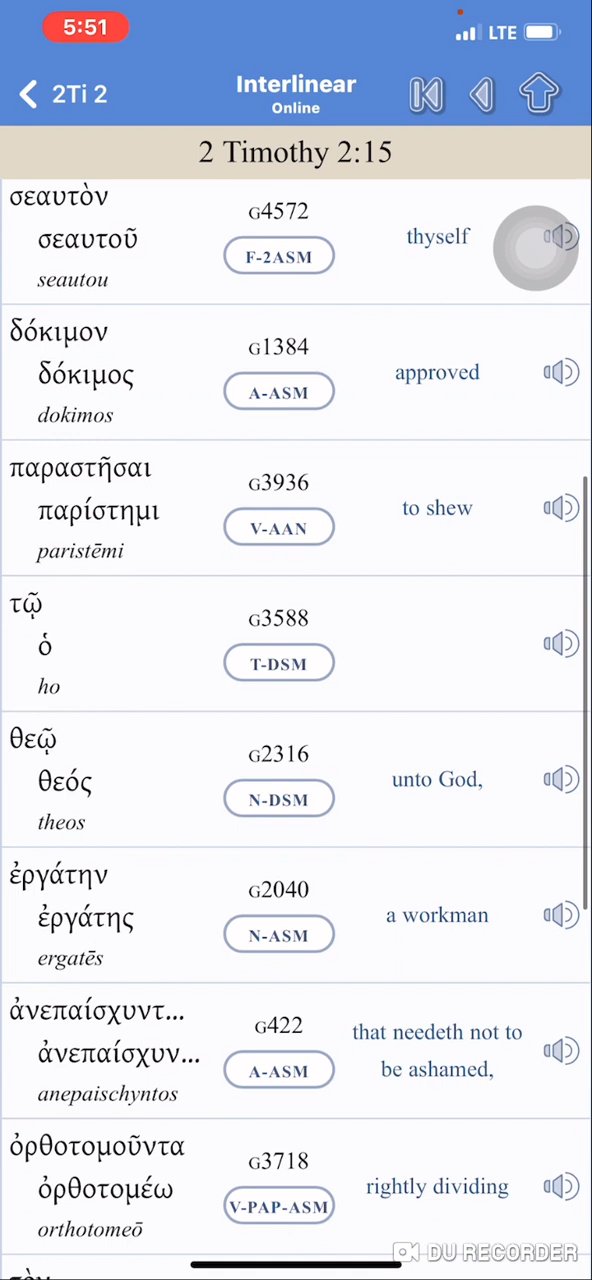 5:51
LTE
2Ti 2
Interlinear
Online
2 Timothy 2:15
σεαυτὸν
G4572
thyself
σεαυτοῦ
F-2ASM
seautou
δόκιμον
G1384
approved
δόκιμος
A-ASM
dokimos
παραστῆσαι
G3936
to shew
παρίστημι
V-AAN
paristēmi
τῷ
G3588
ὁ
T-DSM
ho
θεῷ
G2316
unto God,
θεός
N-DSM
theos
ἐργάτην
G2040
a workman
ἐργάτης
N-ASM
ergatēs
ἀνεπαίσχυντ...
G422
that needeth not to
be ashamed,
ἀνεπαίσχυν...
A-ASM
anepaischyntos
ὀρθοτομοῦντα
G3718
rightly dividing
ὀρθοτομέω
V-PAP-ASM
orthotomeō
DU RECORDER